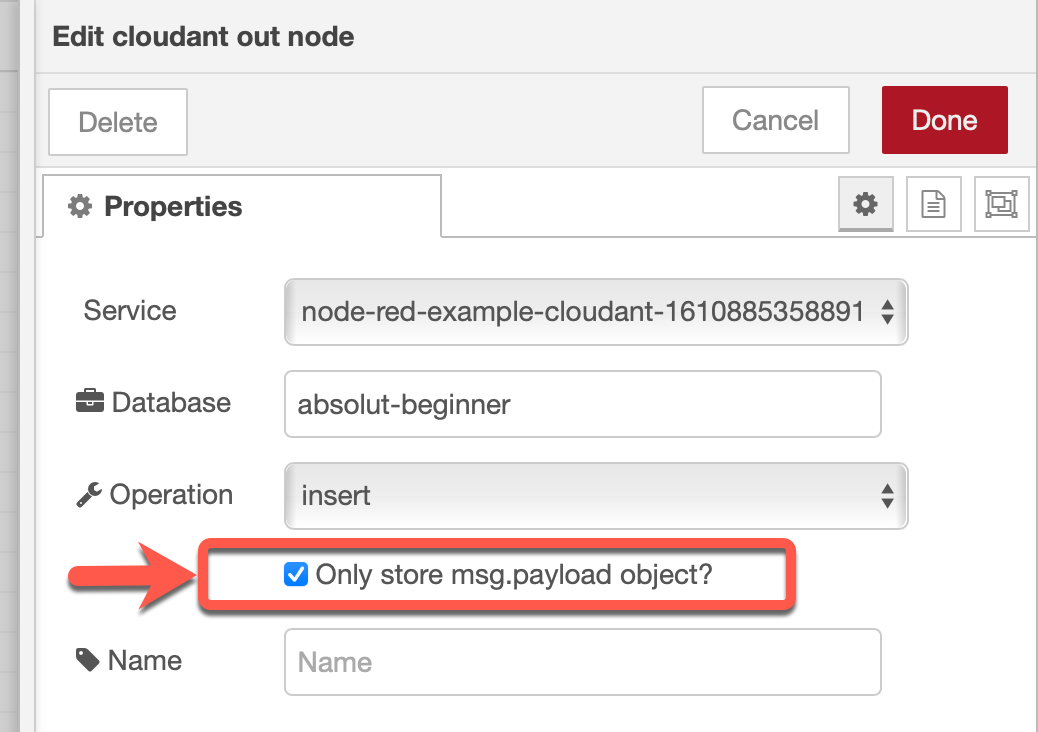 Edit cloudant out node
Delete
Cancel
Done
Properties
Service
node-red-example-cloudant-1610885358891
Database
absolut-beginner
Operation
insert
Only store msg.payload object?
Name
Name